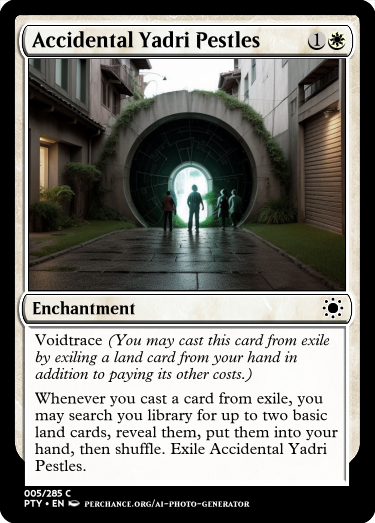 Accidental Yadri Pestles 1
Enchantment
Voidtrace (You may cast this card from exile
by exiling a land card from your hand in
addition to paying its other costs.)
Whenever you cast a card from exile, you
may search you library for up to two basic
land cards, reveal them, put them into your
hand, then shuffle. Exile Accidental Yadri
Pestles.
005/285 C
PTY • EN PERCHANCE.ORG/AI-PHOTO-GENERATOR